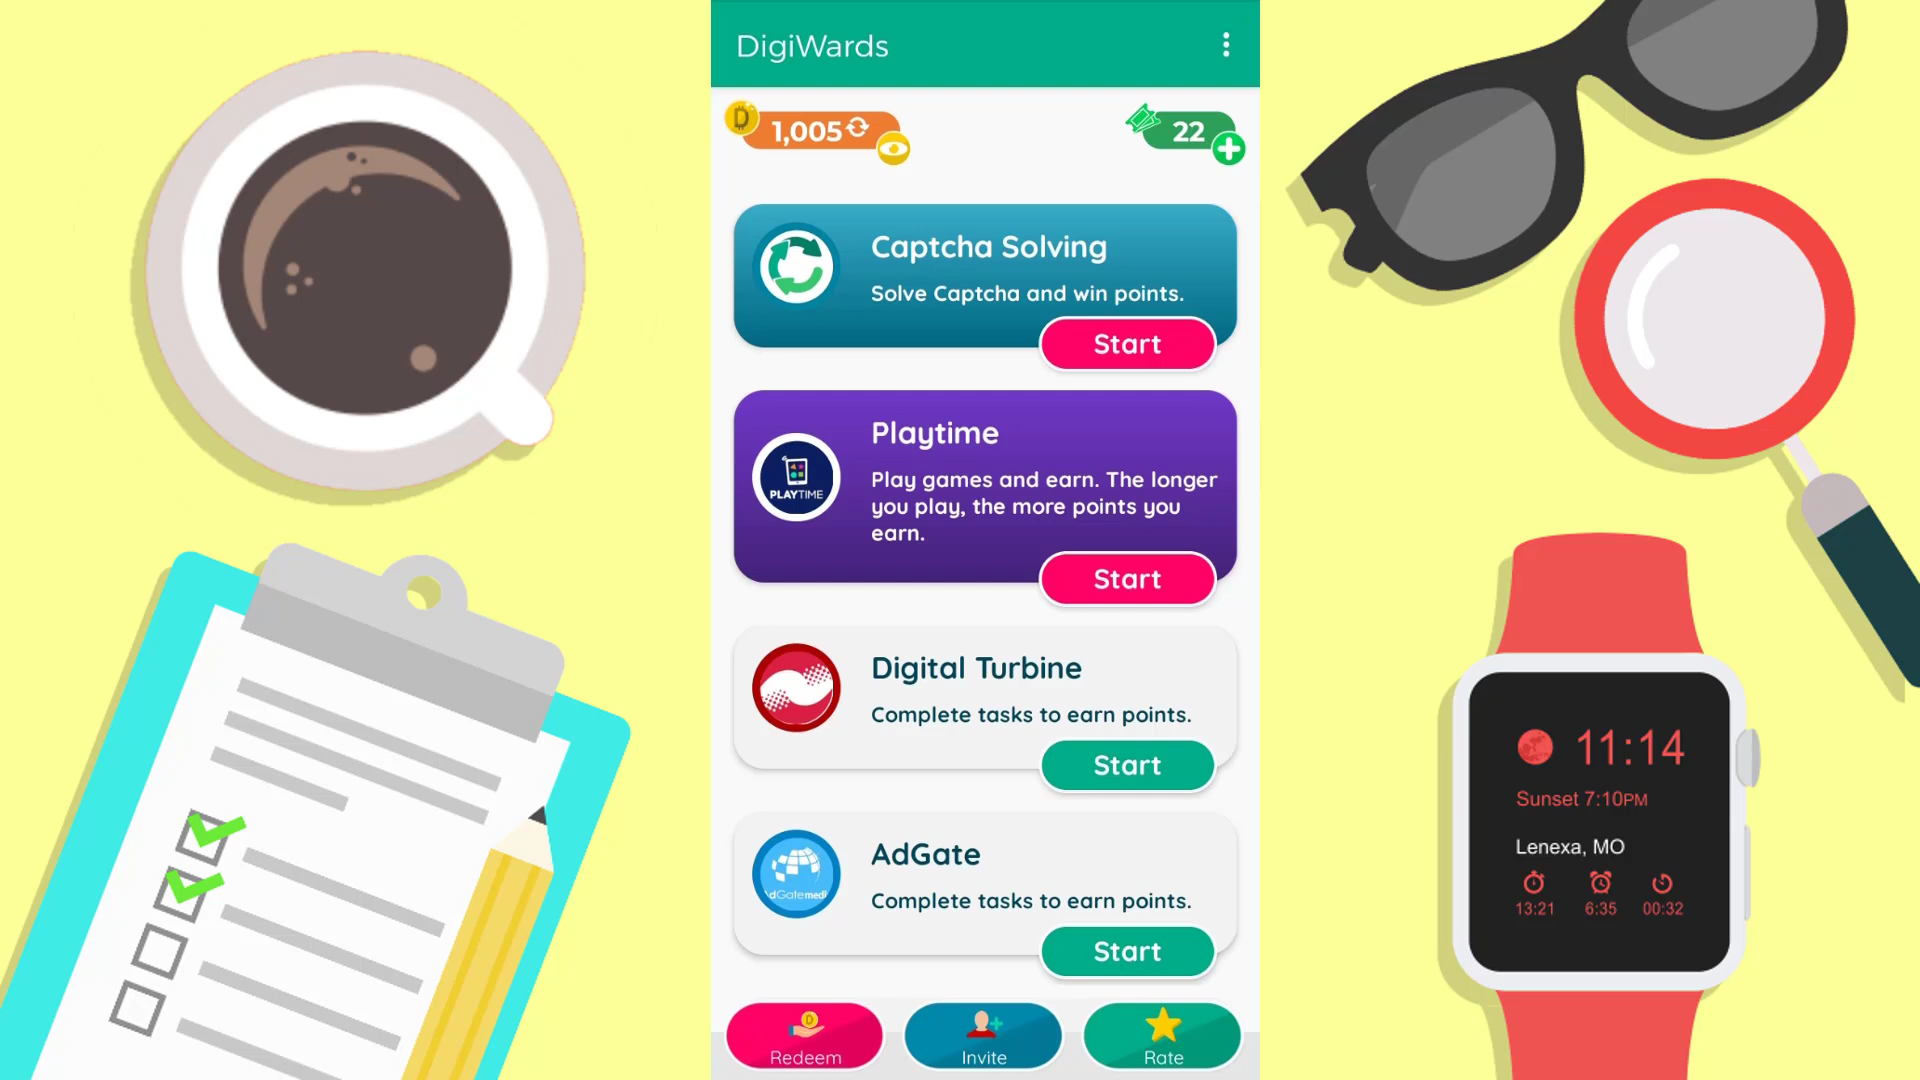 DigiWards
1,005
22
Captcha Solving
Solve Captcha and win points.
Start
Playtime
PLAYTIME
Play games and earn. The longer
you play, the more points you
earn.
Start
Digital Turbine
Complete tasks to earn points.
Start
AdGate
dGatemedi
Complete tasks to earn points.
Start
Redeem
Invite
Rate
11:14
Sunset 7:10PM
Lenexa, MO
13:21 6:35 00:32